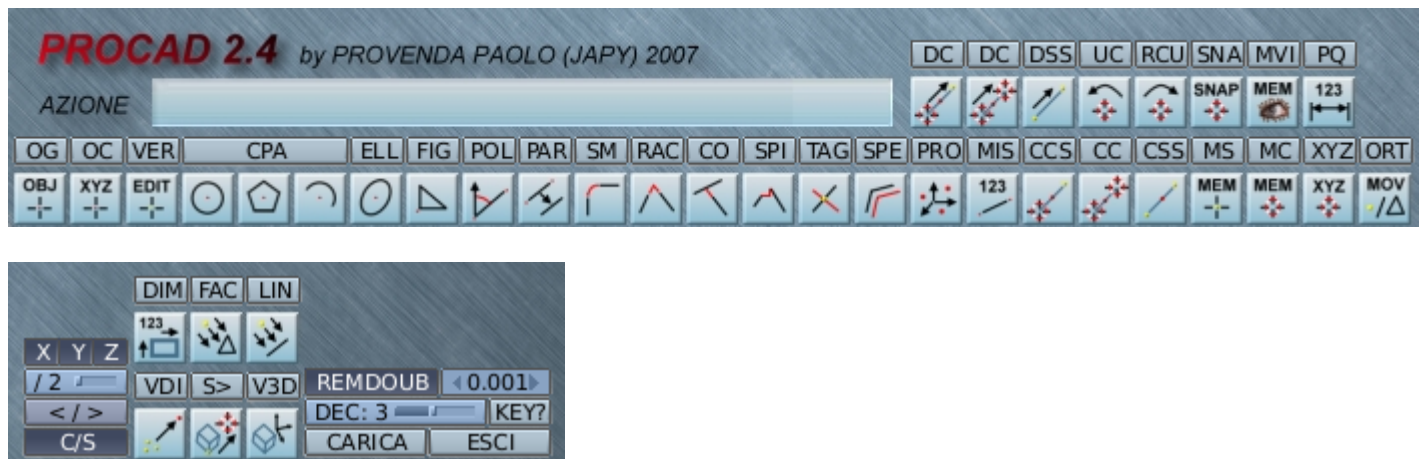 PROCAD 2.4 by PROVENDA PAOLO (JAPY) 2007
DC DC DSS UC RCU SNA MVI PQ
AZIONE
SNAP MEM 123
OG OC VER CPA ELL FIG POL PAR SM RAC CO SPI TAG SPE PRO MIS CCS CC CSS MS MC XYZ ORT
OBJ XYZ EDIT 123 MEM MEM XYZ MOV
DIM FAC LIN
123
X Y Z
/ 2 VDI S> V3D REMDOUB 0.001
< / > DEC: 3 KEY?
C/S CARICA ESCI